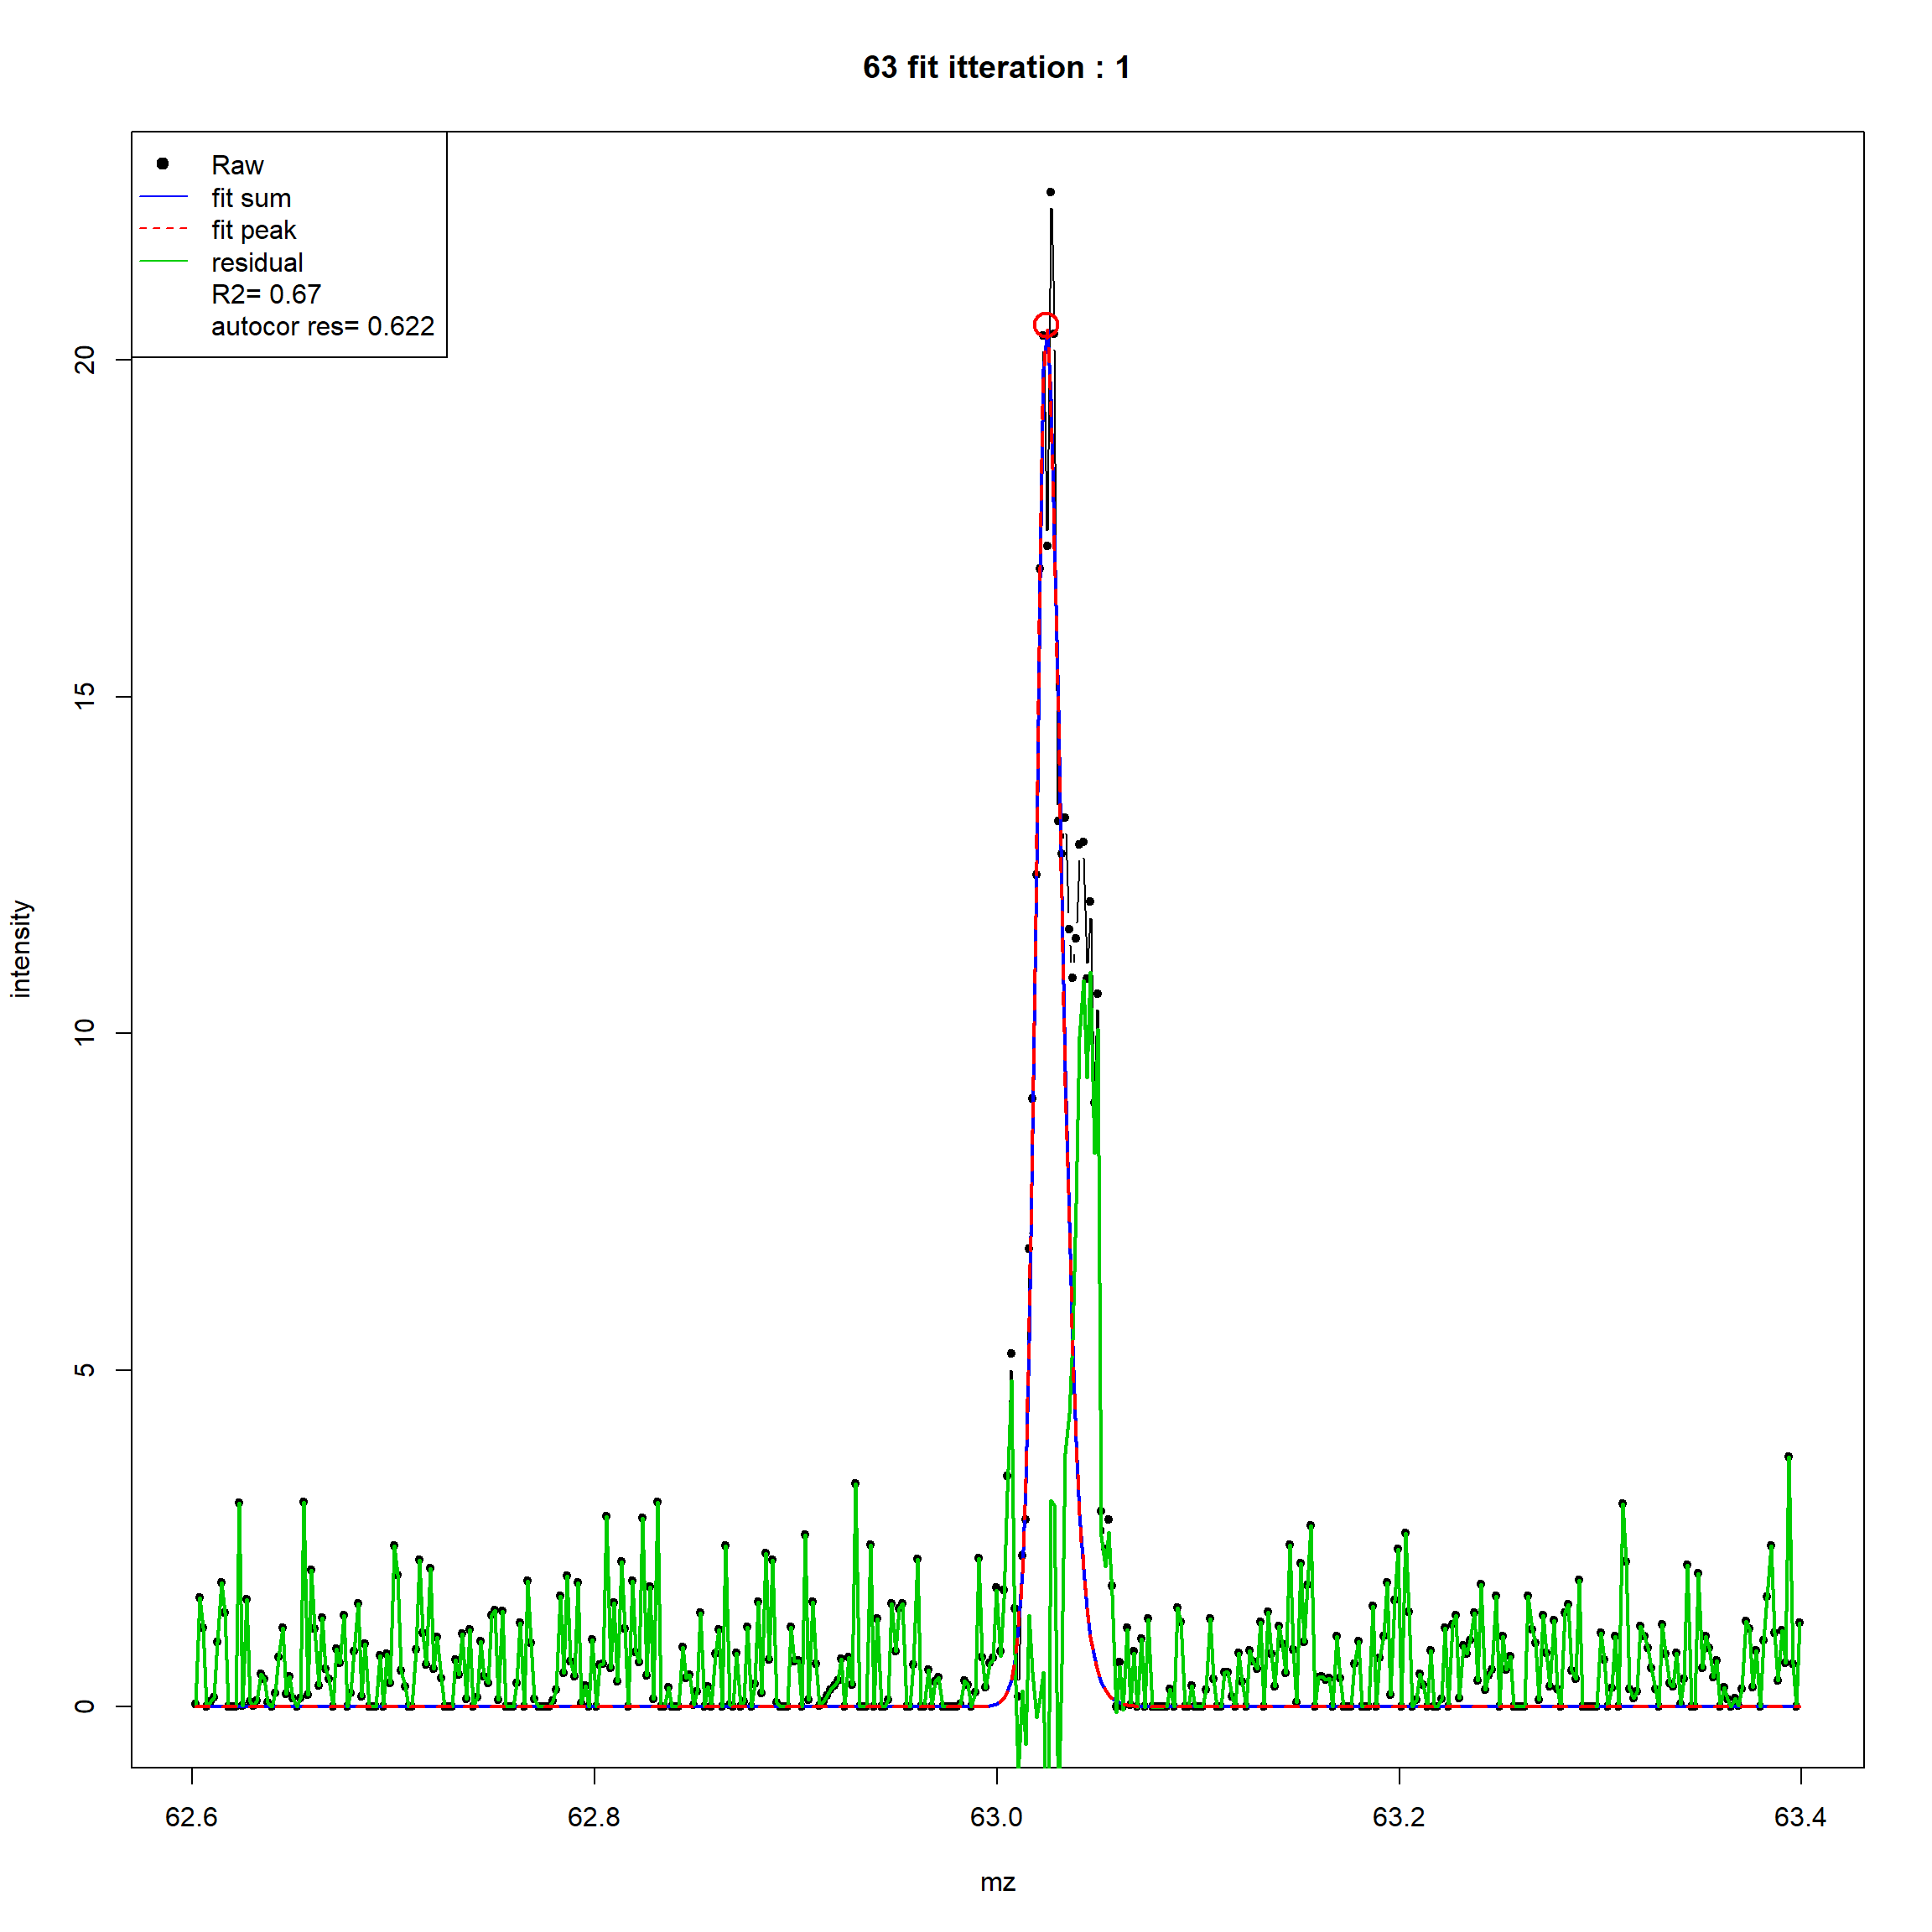 63 fit itteration : 1
Raw
fit sum
fit peak
residual
R2= 0.67
autocor res= 0.622
20
15
10
5
0
intensity
62.6 62.8 63.0 63.2 63.4
mz